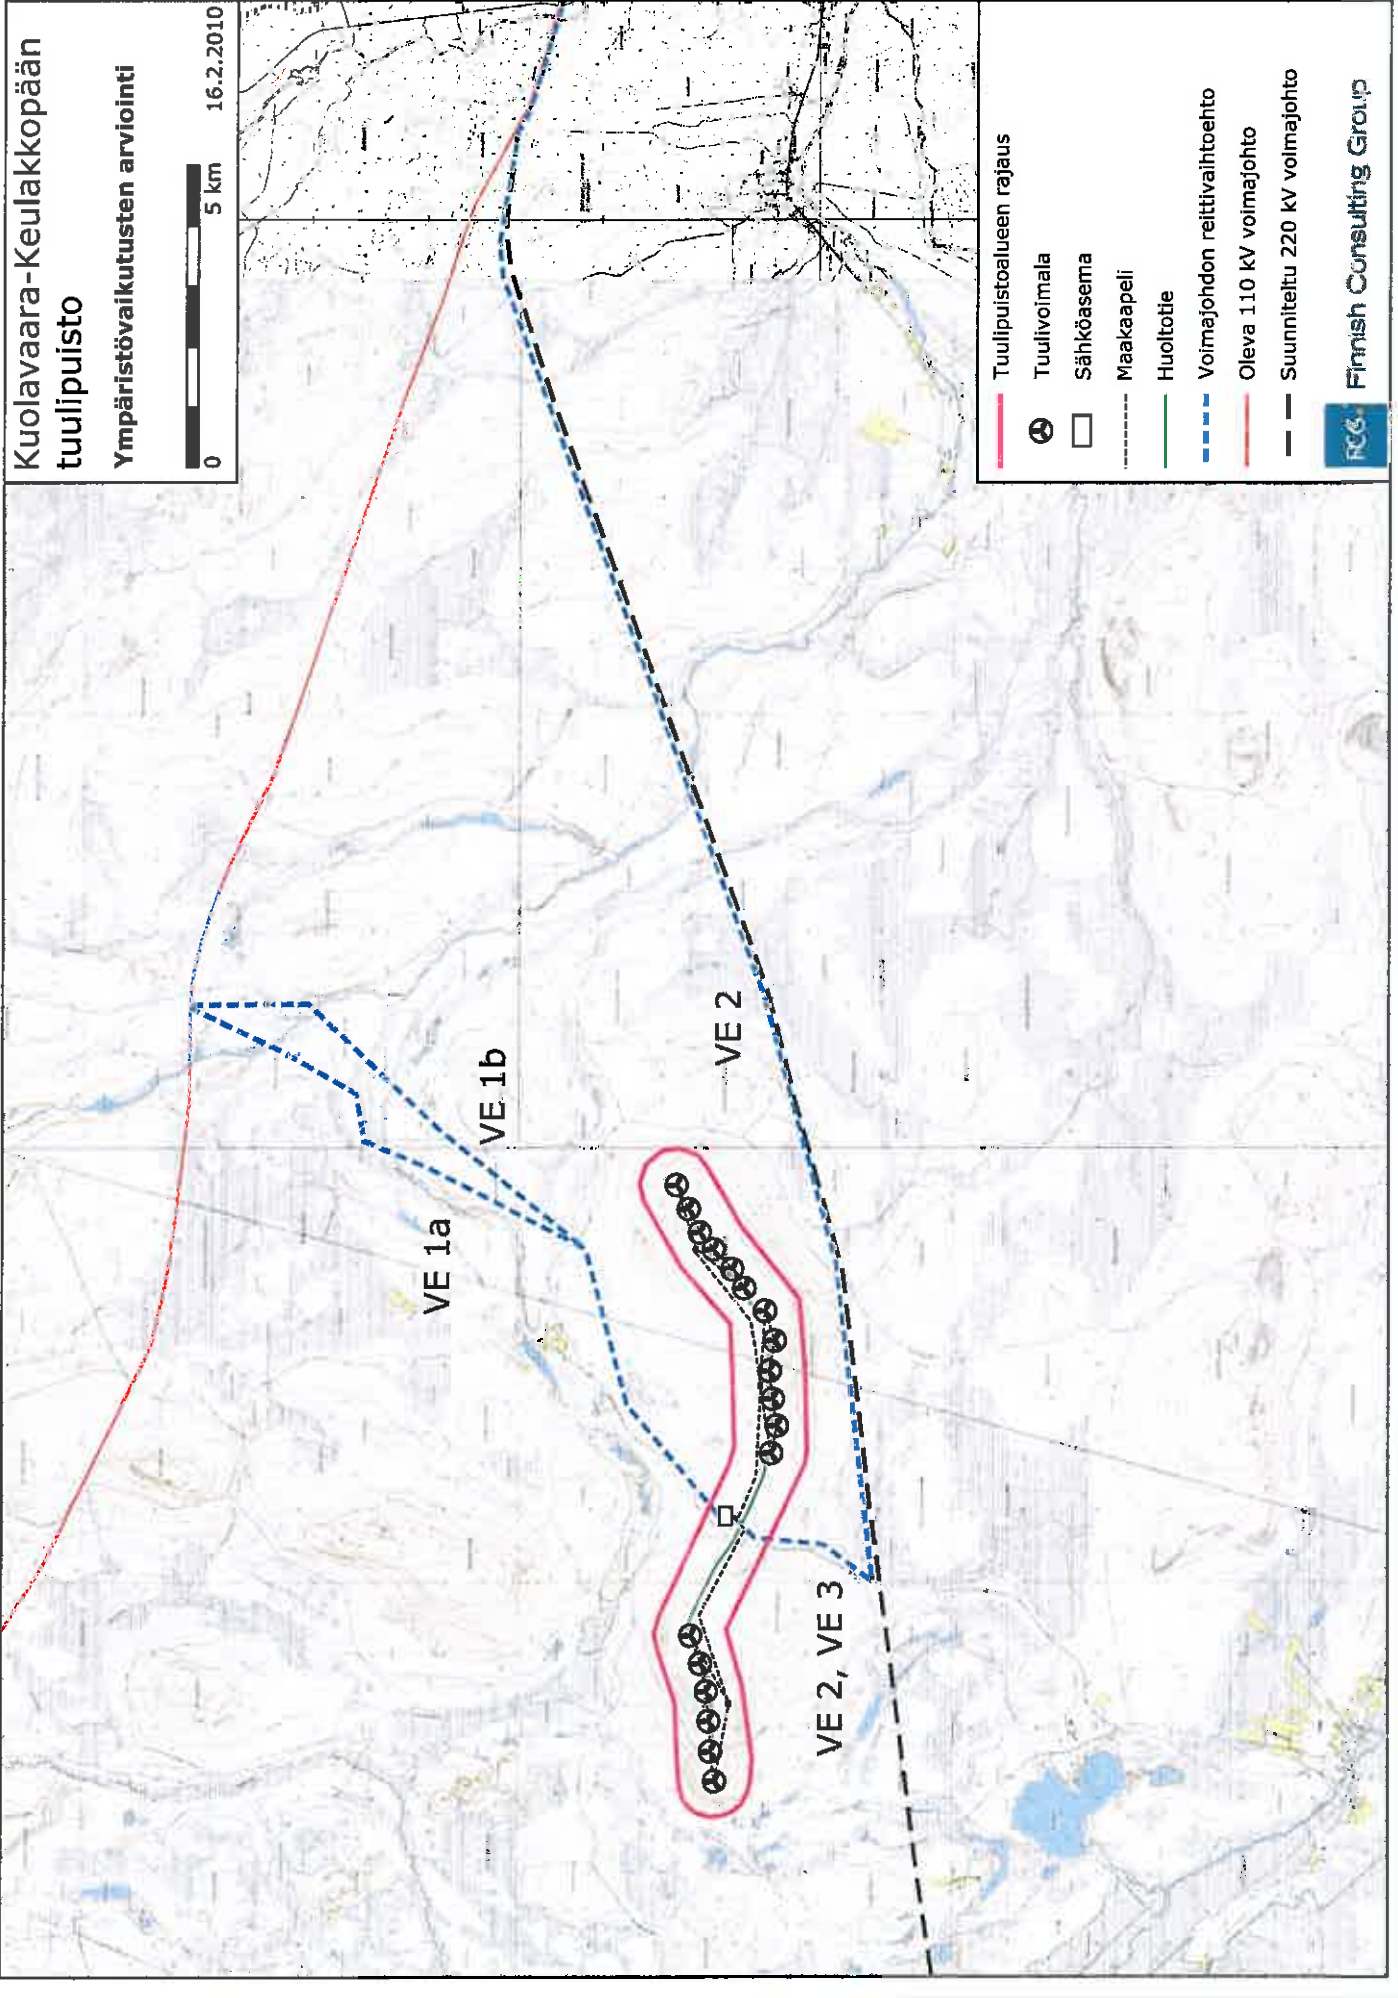 Kuolavaara-Keulakkopään
tuulipuisto
Ympäristövaikutusten arviointi
0 5 km 16.2.2010
VE 1a
VE 1b
VE 2
VE 2, VE 3
Tuulipuistoalueen rajaus
Tuulivoimala
Sähköasema
Maakaapeli
Huoltotie
Voimajohdon reittivaihtoehto
Oleva 110 kV voimajohto
Suunniteltu 220 kV voimajohto
FCG Finnish Consulting Group